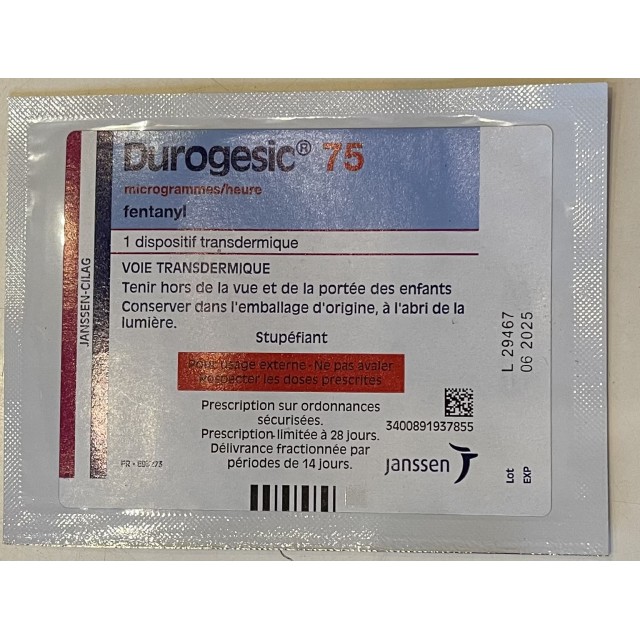 Durogesic® 75
microgrammes/heure
fentanyl
1 dispositif transdermique
VOIE TRANSDERMIQUE
Tenir hors de la vue et de la portée des enfants
Conserver dans l'emballage d'origine, à l'abri de la
lumière.
Stupéfiant
Pour usage externe - Ne pas avaler
Respecter les doses prescrites
Prescription sur ordonnances
sécurisées.
Prescription limitée à 28 jours.
Délivrance fractionnée par
périodes de 14 jours.
3400891937855
janssen
FR -
JANSSEN-CILAG
Lot L 29467
EXP 06 2025